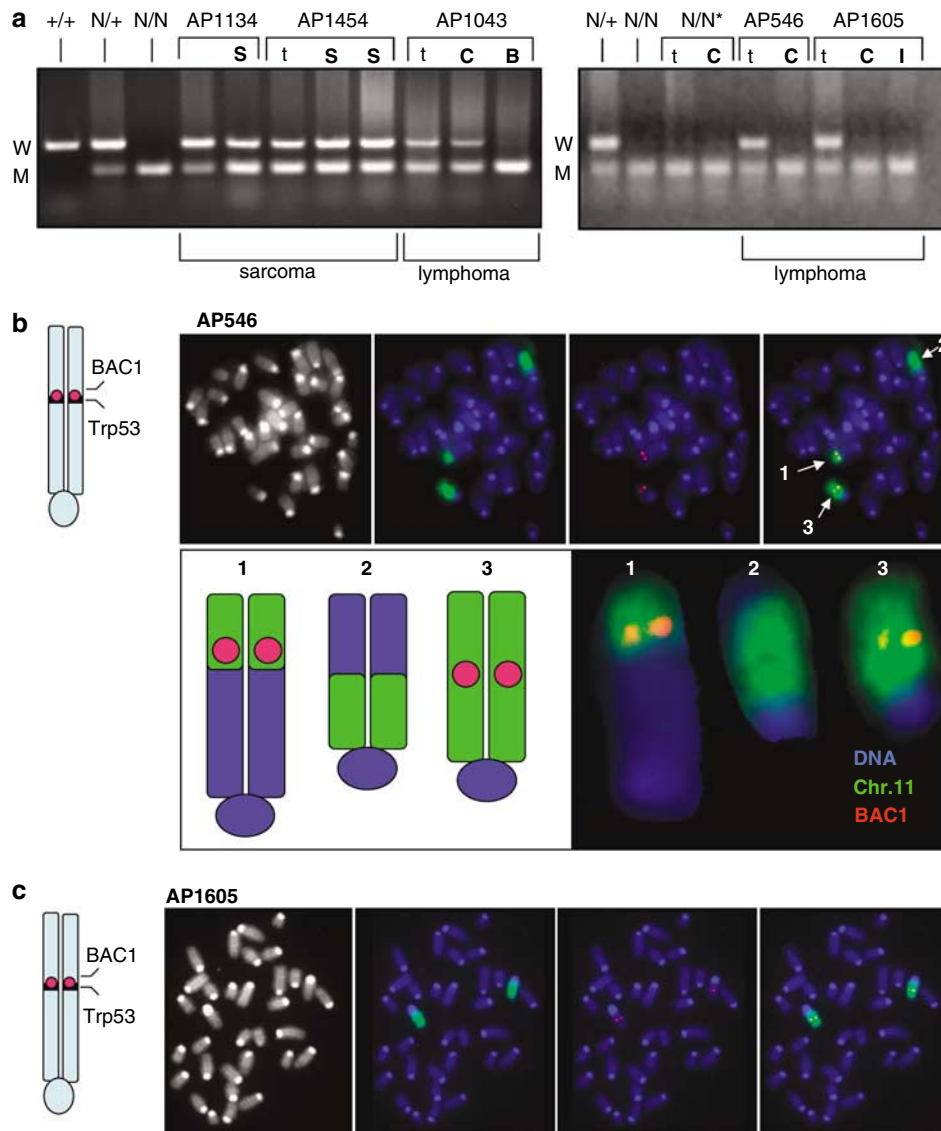 a
+/+ N/+ N/N AP1134 AP1454 AP1043
S t S S t C B
W
M
sarcoma lymphoma
N/+ N/N N/N* AP546 AP1605
t C C t C I
W
M
lymphoma
b
BAC1
Trp53
AP546
2
1
3
1 2 3
1 2 3
DNA
Chr.11
BAC1
c
BAC1
Trp53
AP1605